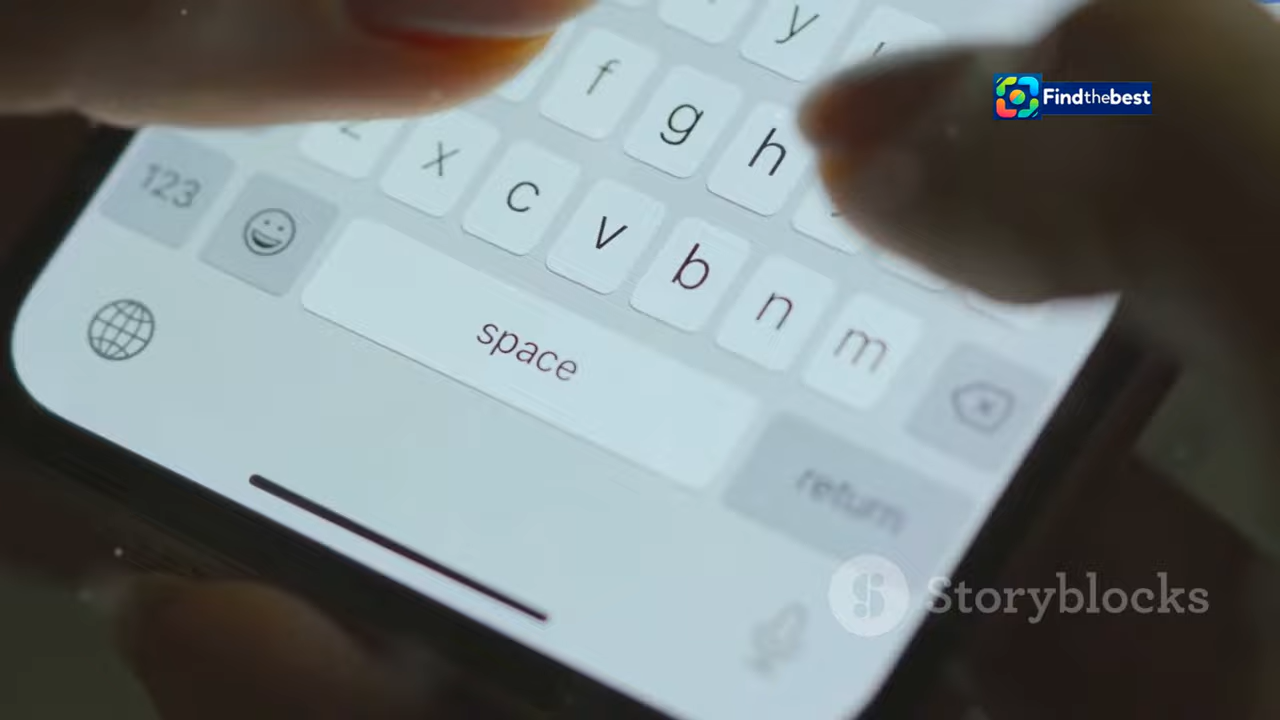 y
f g h
Findthebest
x c v b n m
123
space
return
Storyblocks